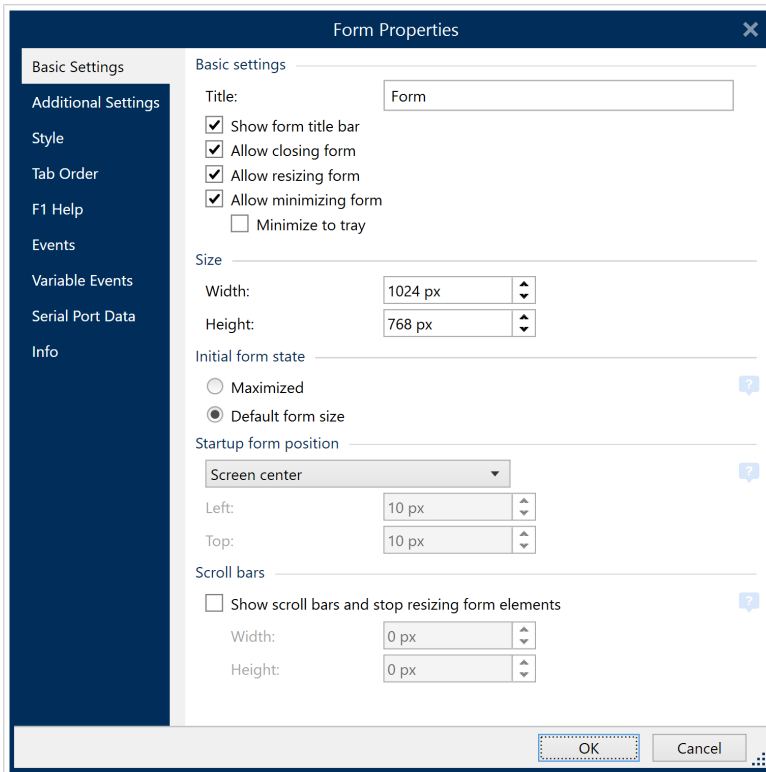 Form Properties
Basic Settings
Additional Settings
Style
Tab Order
F1 Help
Events
Variable Events
Serial Port Data
Info
Basic settings
Title: Form
Show form title bar
Allow closing form
Allow resizing form
Allow minimizing form
Minimize to tray
Size
Width: 1024 px
Height: 768 px
Initial form state
Maximized
?
Default form size
Startup form position
Screen center
?
Left: 10 px
Top: 10 px
Scroll bars
Show scroll bars and stop resizing form elements
?
Width: 0 px
Height: 0 px
OK Cancel